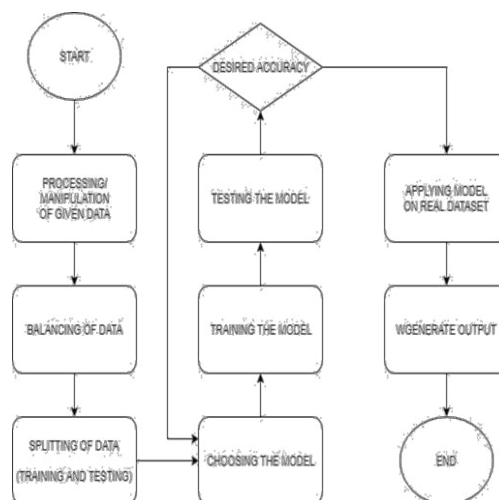 START
PROCESSING/
MANIPULATION
OF GIVEN DATA
BALANCING OF DATA
SPLITTING OF DATA
(TRAINING AND TESTING)
CHOOSING THE MODEL
TRAINING THE MODEL
TESTING THE MODEL
DESIRED ACCURACY
APPLYING MODEL
ON REAL DATASET
WGENERATE OUTPUT
END